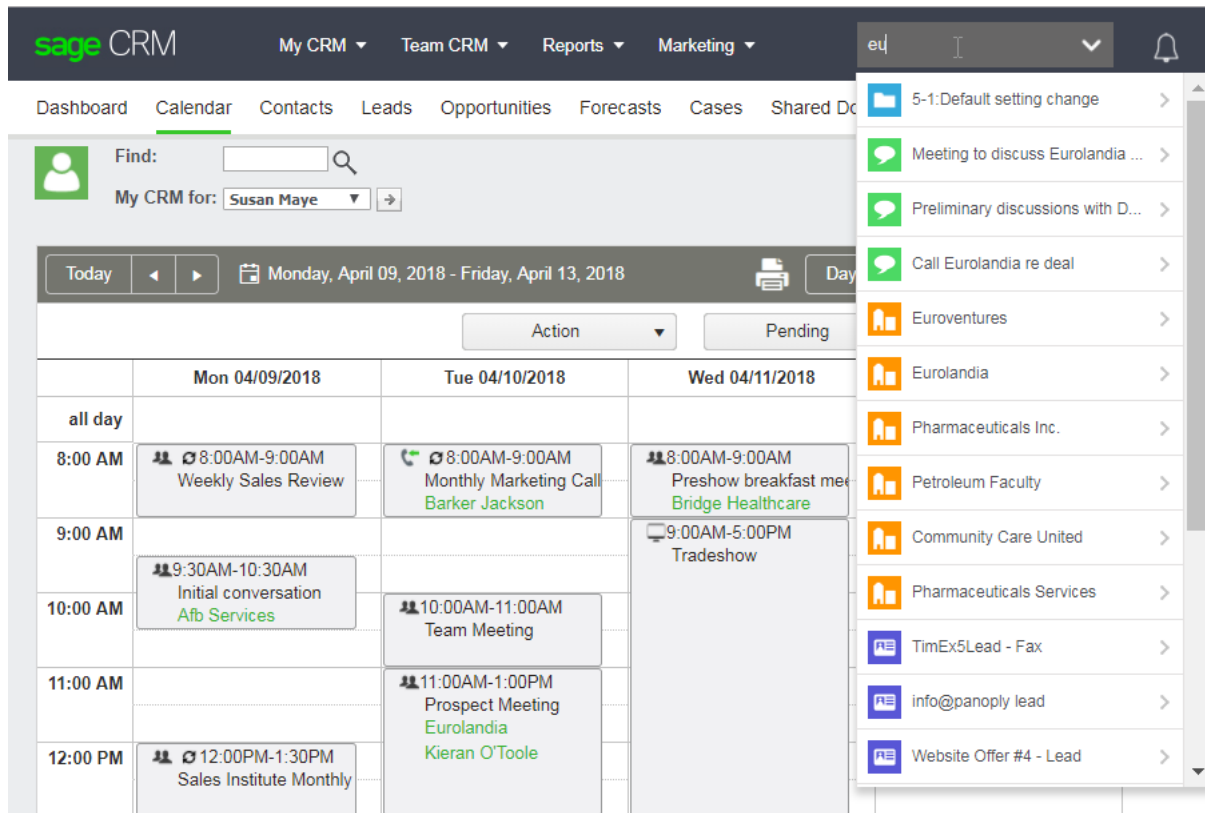 sage CRM
My CRM
Team CRM
Reports
Marketing
eu
Dashboard
Calendar
Contacts
Leads
Opportunities
Forecasts
Cases
Shared Do
Find:
My CRM for:
Susan Maye
Today
Monday, April 09, 2018 - Friday, April 13, 2018
Day
Action
Pending
Mon 04/09/2018
Tue 04/10/2018
Wed 04/11/2018
all day
8:00 AM
8:00AM-9:00AM
Weekly Sales Review
8:00AM-9:00AM
Monthly Marketing Call
Barker Jackson
8:00AM-9:00AM
Preshow breakfast mee
Bridge Healthcare
9:00 AM
9:00AM-5:00PM
Tradeshow
9:30AM-10:30AM
Initial conversation
Afb Services
10:00 AM
10:00AM-11:00AM
Team Meeting
11:00 AM
11:00AM-1:00PM
Prospect Meeting
Eurolandia
Kieran O'Toole
12:00 PM
12:00PM-1:30PM
Sales Institute Monthly
5-1:Default setting change
Meeting to discuss Eurolandia ...
Preliminary discussions with D...
Call Eurolandia re deal
Euroventures
Eurolandia
Pharmaceuticals Inc.
Petroleum Faculty
Community Care United
Pharmaceuticals Services
TimEx5Lead - Fax
info@panoply lead
Website Offer #4 - Lead